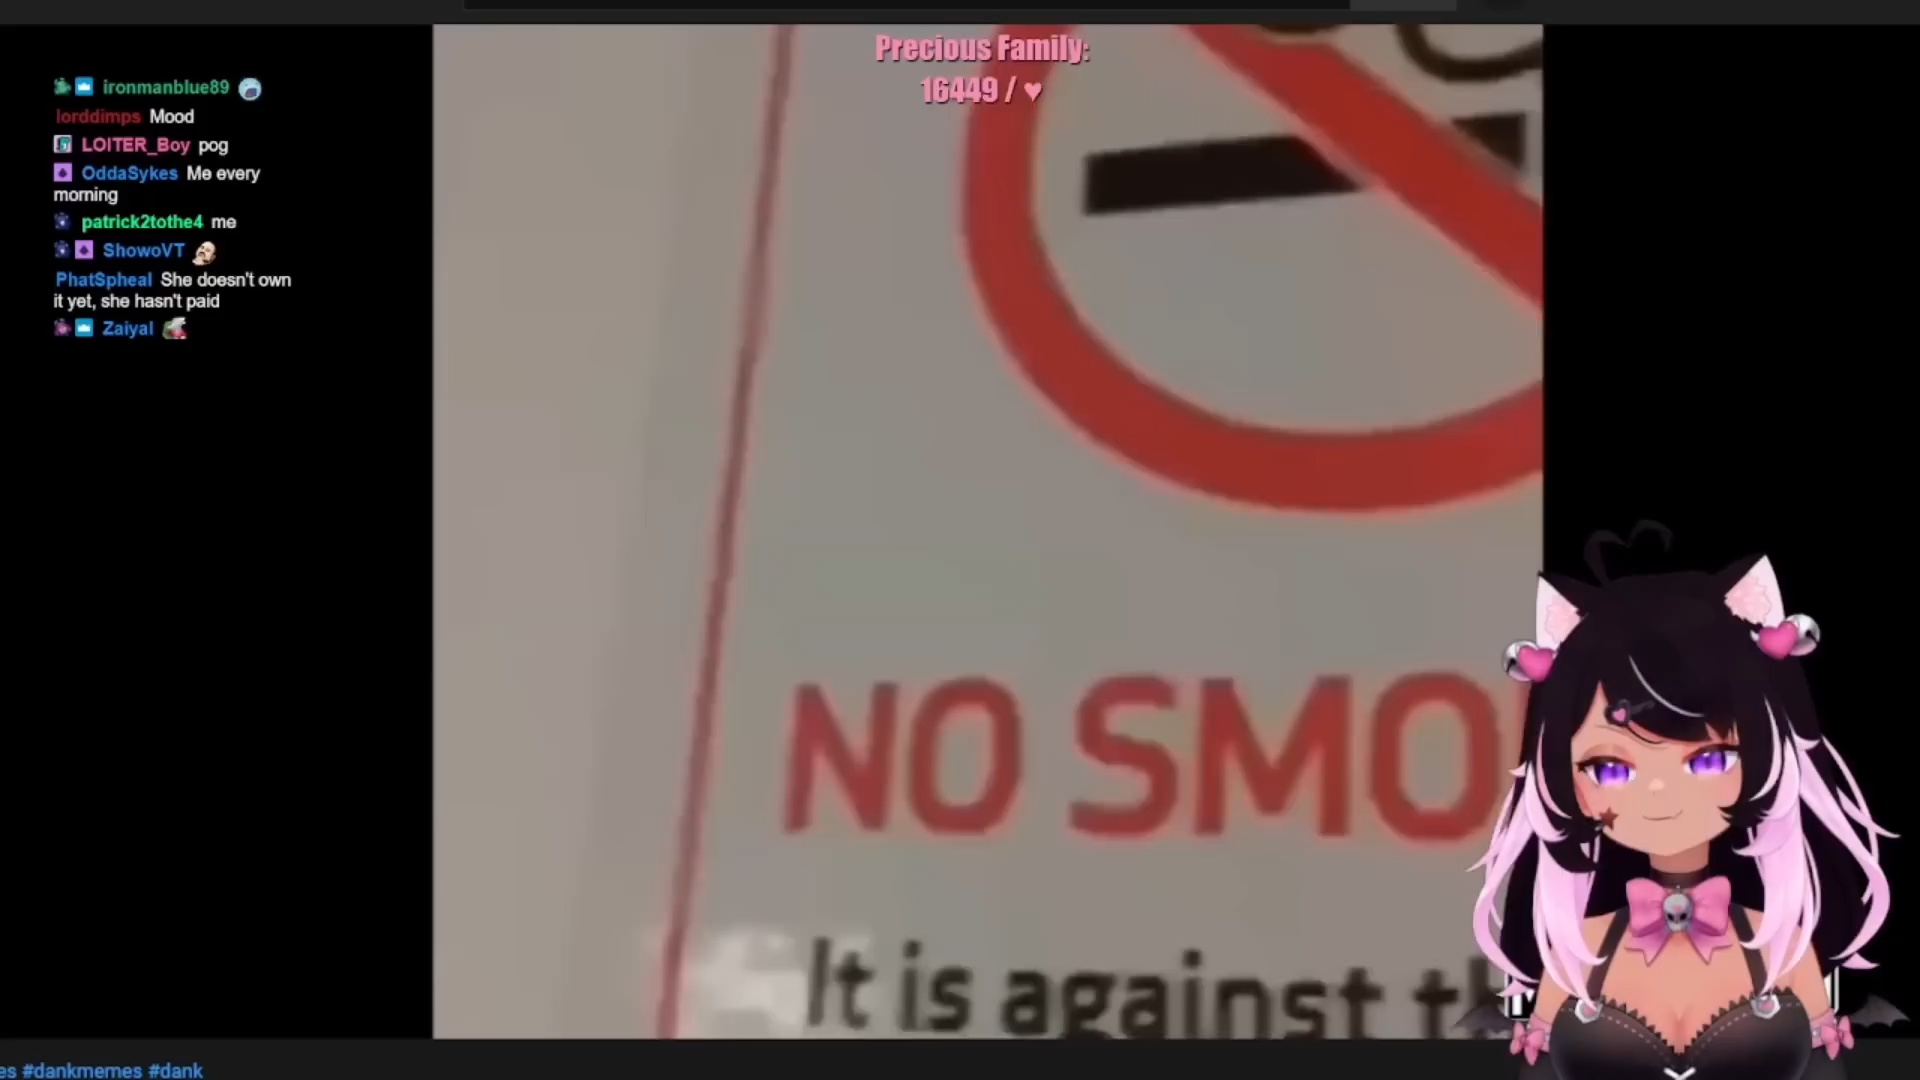 Precious Family:
16449 / ♥
ironmanblue89
lorddimps Mood
LOITER_Boy pog
OddaSykes Me every
morning
patrick2tothe4 me
ShowoVT
PhatSpheal She doesn't own
it yet, she hasn't paid
Zaiyal
NO SMO
It is against th
es #dankmemes #dank